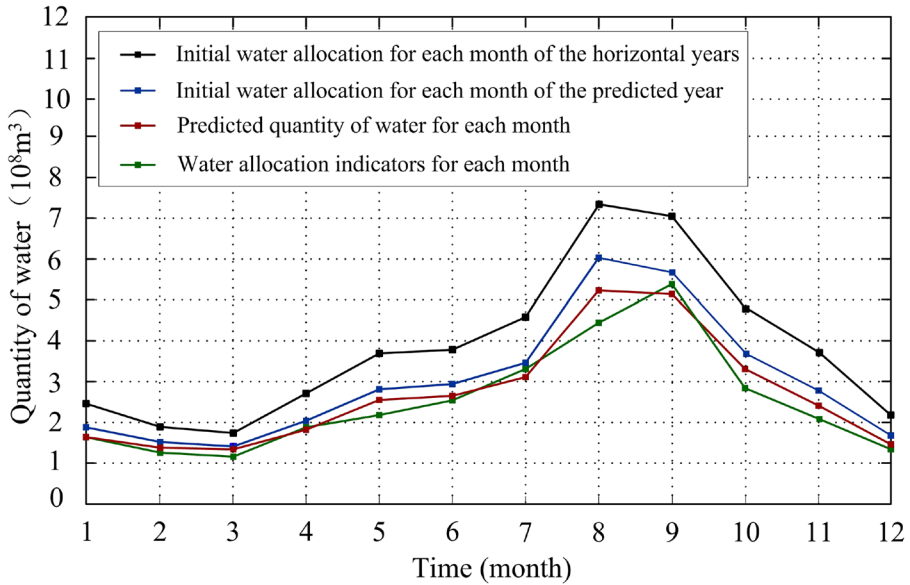 12
11
10
9
8
7
6
5
4
3
2
1
0
Quantity of water（10⁸m³）
Initial water allocation for each month of the horizontal years
Initial water allocation for each month of the predicted year
Predicted quantity of water for each month
Water allocation indicators for each month
1 2 3 4 5 6 7 8 9 10 11 12
Time (month)